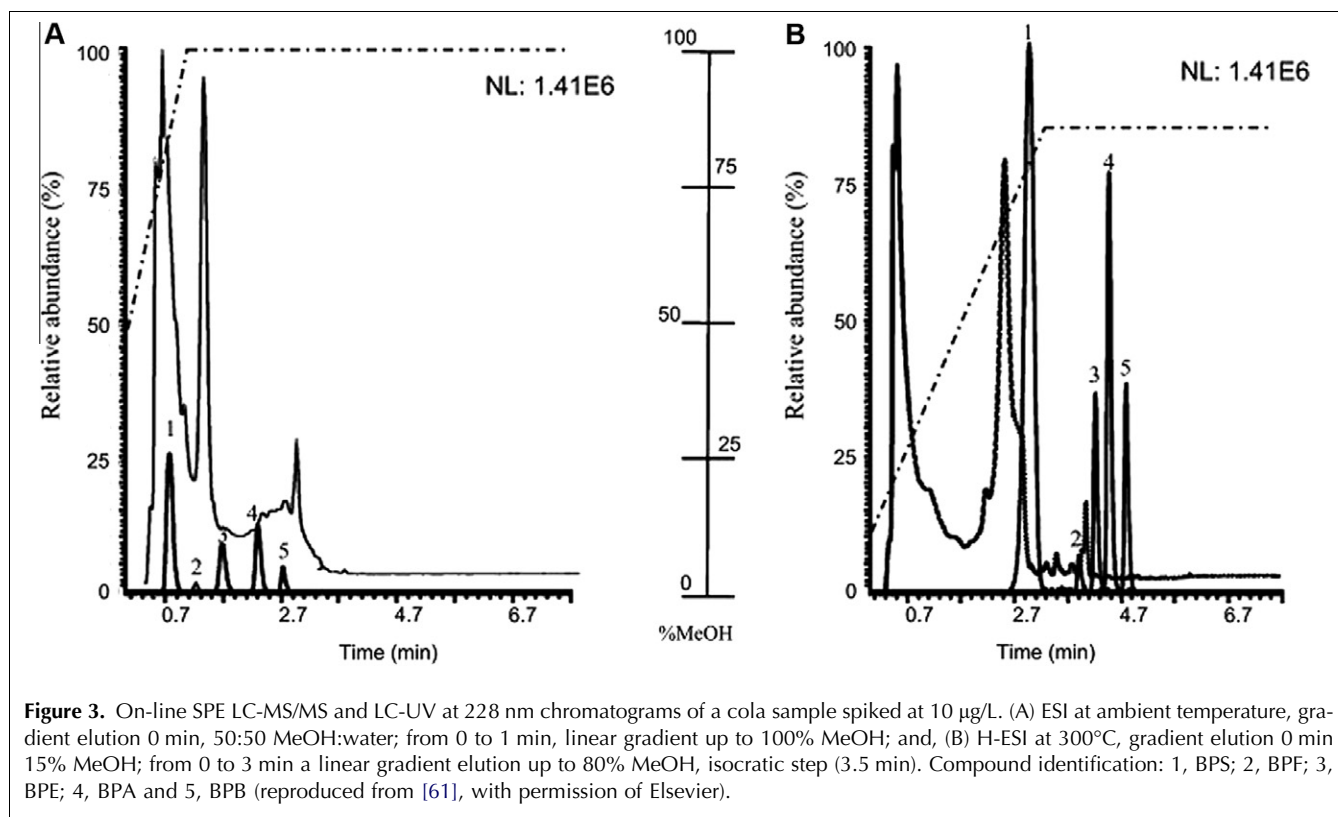 A
100
75
50
25
0
Relative abundance (%)
NL: 1.41E6
1
2
3
4
5
0.7 2.7 4.7 6.7
Time (min)
100
75
50
25
0
%MeOH
B
100
75
50
25
0
Relative abundance (%)
NL: 1.41E6
1
2
3
4
5
0.7 2.7 4.7
Time (min)
Figure 3. On-line SPE LC-MS/MS and LC-UV at 228 nm chromatograms of a cola sample spiked at 10 μg/L. (A) ESI at ambient temperature, gra-
dient elution 0 min, 50:50 MeOH:water; from 0 to 1 min, linear gradient up to 100% MeOH; and, (B) H-ESI at 300°C, gradient elution 0 min
15% MeOH; from 0 to 3 min a linear gradient elution up to 80% MeOH, isocratic step (3.5 min). Compound identification: 1, BPS; 2, BPF; 3,
BPE; 4, BPA and 5, BPB (reproduced from [61], with permission of Elsevier).
6.7